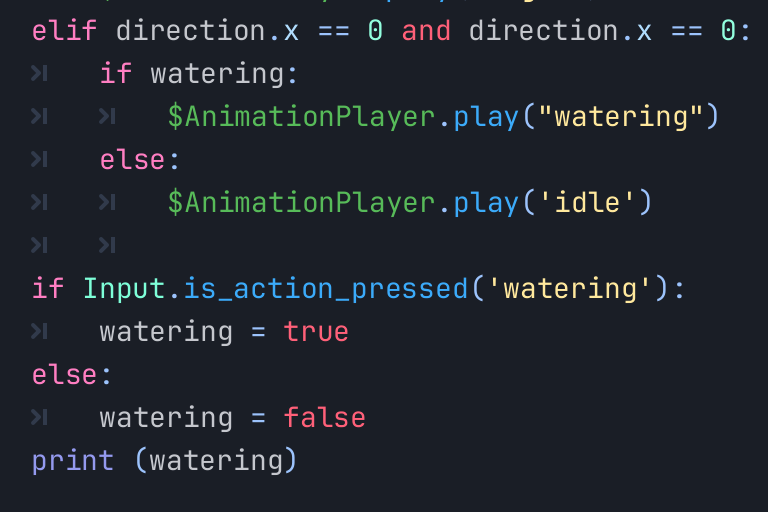 elif direction.x == 0 and direction.x == 0:
if watering:
$AnimationPlayer.play("watering")
else:
$AnimationPlayer.play('idle')
if Input.is_action_pressed('watering'):
watering = true
else:
watering = false
print (watering)